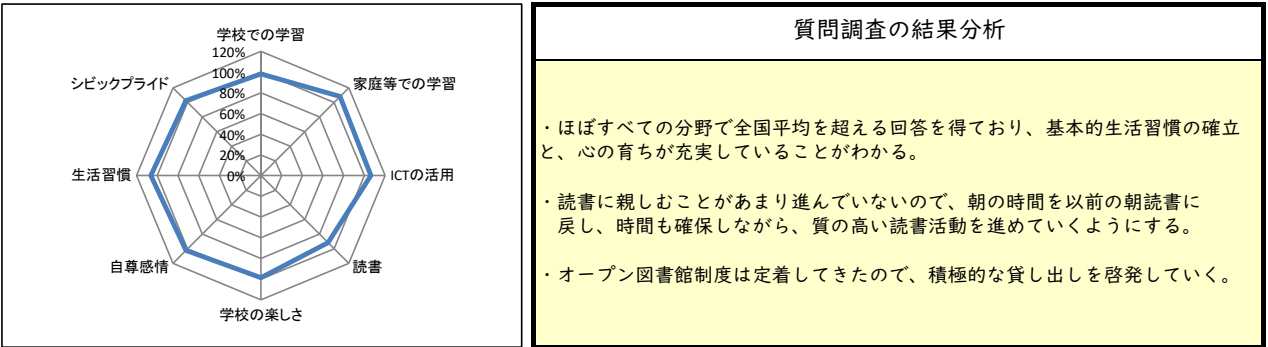 学校での学習
120%
100%
80%
60%
40%
20%
0%
家庭等での学習
ICTの活用
読書
学校の楽しさ
自尊感情
生活習慣
シビックプライド
質問調査の結果分析
・ほぼすべての分野で全国平均を超える回答を得ており、基本的生活習慣の確立
と、心の育ちが充実していることがわかる。
・読書に親しむことがあまり進んでいないので、朝の時間を以前の朝読書に
戻し、時間も確保しながら、質の高い読書活動を進めていくようにする。
・オープン図書館制度は定着してきたので、積極的な貸し出しを啓発していく。